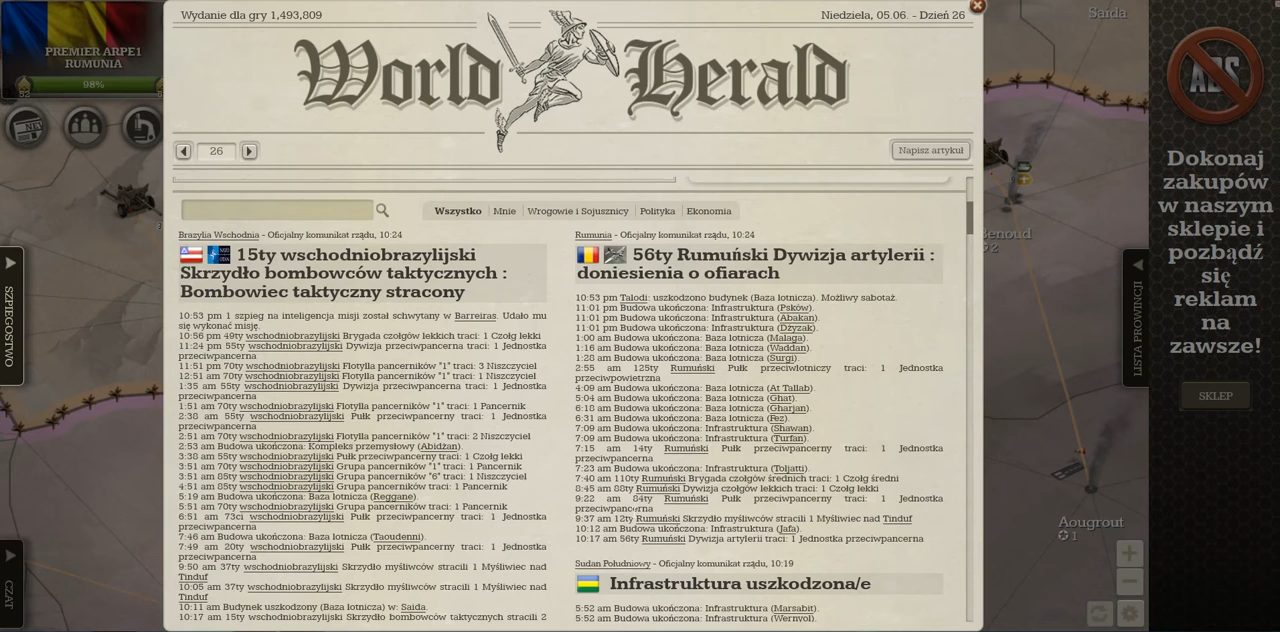 Wydanie dla gry 1,493,809
Niedziela, 05.06. - Dzień 26
World Herald
26
Napisz artykuł
PREMIER ARPE1
RUMUNIA
98%
52
NEW
Wszystko
Mnie
Wrogowie i Sojusznicy
Polityka
Ekonomia
Brazylia Wschodnia - Oficjalny komunikat rządu, 10:24
15ty wschodniobrazylijski
Skrzydło bombowców taktycznych :
Bombowiec taktyczny stracony
10:53 pm 1 szpieg na inteligencja misji został schwytany w Barreiras. Udało mu
się wykonać misję.
10:56 pm 49ty wschodniobrazylijski Brygada czołgów lekkich traci: 1 Czołg lekki
11:24 pm 55ty wschodniobrazylijski Dywizja przeciwpancerna traci: 1 Jednostka
przeciwpancerna
11:51 pm 70ty wschodniobrazylijski Flotylla pancerników "1" traci: 3 Niszczyciel
12:51 am 70ty wschodniobrazylijski Flotylla pancerników "1" traci: 1 Niszczyciel
1:35 am 55ty wschodniobrazylijski Dywizja przeciwpancerna traci: 1 Jednostka
przeciwpancerna
1:51 am 70ty wschodniobrazylijski Flotylla pancerników "1" traci: 1 Pancernik
2:38 am 55ty wschodniobrazylijski Pułk przeciwpancerny traci: 1 Jednostka
przeciwpancerna
2:51 am 70ty wschodniobrazylijski Flotylla pancerników "1" traci: 2 Niszczyciel
2:53 am Budowa ukończona: Kompleks przemysłowy (Abidżan).
3:38 am 55ty wschodniobrazylijski Pułk przeciwpancerny traci: 1 Czołg lekki
3:51 am 70ty wschodniobrazylijski Grupa pancerników "1" traci: 1 Pancernik
3:51 am 85ty wschodniobrazylijski Grupa pancerników "6" traci: 1 Niszczyciel
4:51 am 85ty wschodniobrazylijski Grupa pancerników traci: 1 Pancernik
5:19 am Budowa ukończona: Baza lotnicza (Reggane).
5:51 am 70ty wschodniobrazylijski Grupa pancerników traci: 1 Pancernik
6:51 am 73ci wschodniobrazylijski Pułk przeciwpancerny traci: 1 Jednostka
przeciwpancerna
7:46 am Budowa ukończona: Baza lotnicza (Taoudenni).
7:49 am 20ty wschodniobrazylijski Pułk przeciwpancerny traci: 1 Jednostka
przeciwpancerna
9:50 am 37ty wschodniobrazylijski Skrzydło myśliwców stracili 1 Myśliwiec nad
Tinduf
10:05 am 37ty wschodniobrazylijski Skrzydło myśliwców stracili 1 Myśliwiec nad
Tinduf
10:11 am Budynek uszkodzony (Baza lotnicza) w: Saida.
10:17 am 15ty wschodniobrazylijski Skrzydło bombowców taktycznych stracili 2
Rumunia - Oficjalny komunikat rządu, 10:24
56ty Rumuński Dywizja artylerii :
doniesienia o ofiarach
10:53 pm Talodi: uszkodzono budynek (Baza lotnicza). Możliwy sabotaż.
11:01 pm Budowa ukończona: Infrastruktura (Psków).
11:01 pm Budowa ukończona: Infrastruktura (Abakan).
11:01 pm Budowa ukończona: Infrastruktura (Dżyzak).
1:00 am Budowa ukończona: Baza lotnicza (Malaga).
1:16 am Budowa ukończona: Baza lotnicza (Waddan).
1:28 am Budowa ukończona: Baza lotnicza (Surgi).
2:55 am 125ty Rumuński Pułk przeciwlotniczy traci: 1 Jednostka
przeciwpowietrzna
4:09 am Budowa ukończona: Baza lotnicza (At Tallab).
5:04 am Budowa ukończona: Baza lotnicza (Ghat).
6:18 am Budowa ukończona: Baza lotnicza (Gharjan).
6:31 am Budowa ukończona: Baza lotnicza (Fez).
7:09 am Budowa ukończona: Infrastruktura (Shawan).
7:09 am Budowa ukończona: Infrastruktura (Turfan).
7:15 am 14ty Rumuński Pułk przeciwpancerny traci: 1 Jednostka
przeciwpancerna
7:23 am Budowa ukończona: Infrastruktura (Toljatti).
7:40 am 110ty Rumuński Brygada czołgów średnich traci: 1 Czołg średni
8:45 am 88ty Rumuński Dywizja czołgów lekkich traci: 1 Czołg lekki
9:22 am 84ty Rumuński Pułk przeciwpancerny traci: 1 Jednostka
przeciwpancerna
9:37 am 12ty Rumuński Skrzydło myśliwców stracili 1 Myśliwiec nad Tinduf
10:12 am Budowa ukończona: Infrastruktura (Jafa).
10:17 am 56ty Rumuński Dywizja artylerii traci: 1 Jednostka przeciwpancerna
Sudan Południowy - Oficjalny komunikat rządu, 10:19
Infrastruktura uszkodzona/e
5:52 am Budowa ukończona: Infrastruktura (Marsabit).
5:52 am Budowa ukończona: Infrastruktura (Wernyol).
SZPIEGOSTWO
CZAT
LISTA PROWINCJI
Saida
Benoud
2
Aougrout
1
ADS
Dokonaj
zakupów
w naszym
sklepie i
pozbądź
się
reklam
na
zawsze!
SKLEP